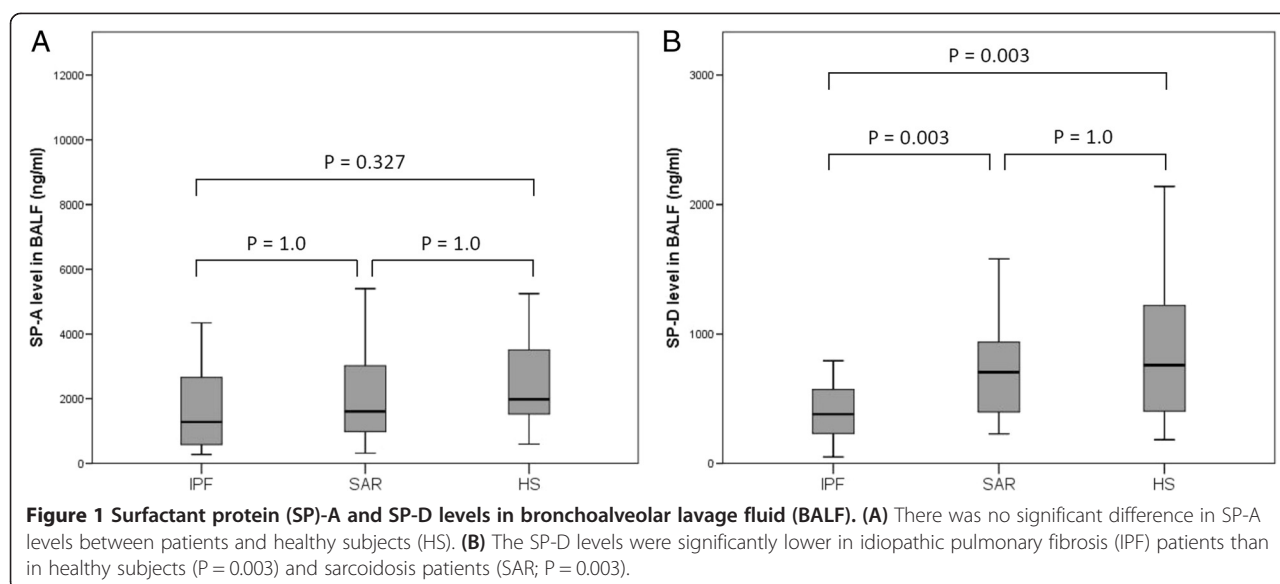 A
SP-A level in BALF (ng/ml)
12000
10000
8000
6000
4000
2000
0
P = 0.327
P = 1.0 P = 1.0
IPF SAR HS
B
SP-D level in BALF (ng/ml)
3000
2000
1000
0
P = 0.003
P = 0.003 P = 1.0
IPF SAR HS
Figure 1 Surfactant protein (SP)-A and SP-D levels in bronchoalveolar lavage fluid (BALF). (A) There was no significant difference in SP-A
levels between patients and healthy subjects (HS). (B) The SP-D levels were significantly lower in idiopathic pulmonary fibrosis (IPF) patients than
in healthy subjects (P = 0.003) and sarcoidosis patients (SAR; P = 0.003).